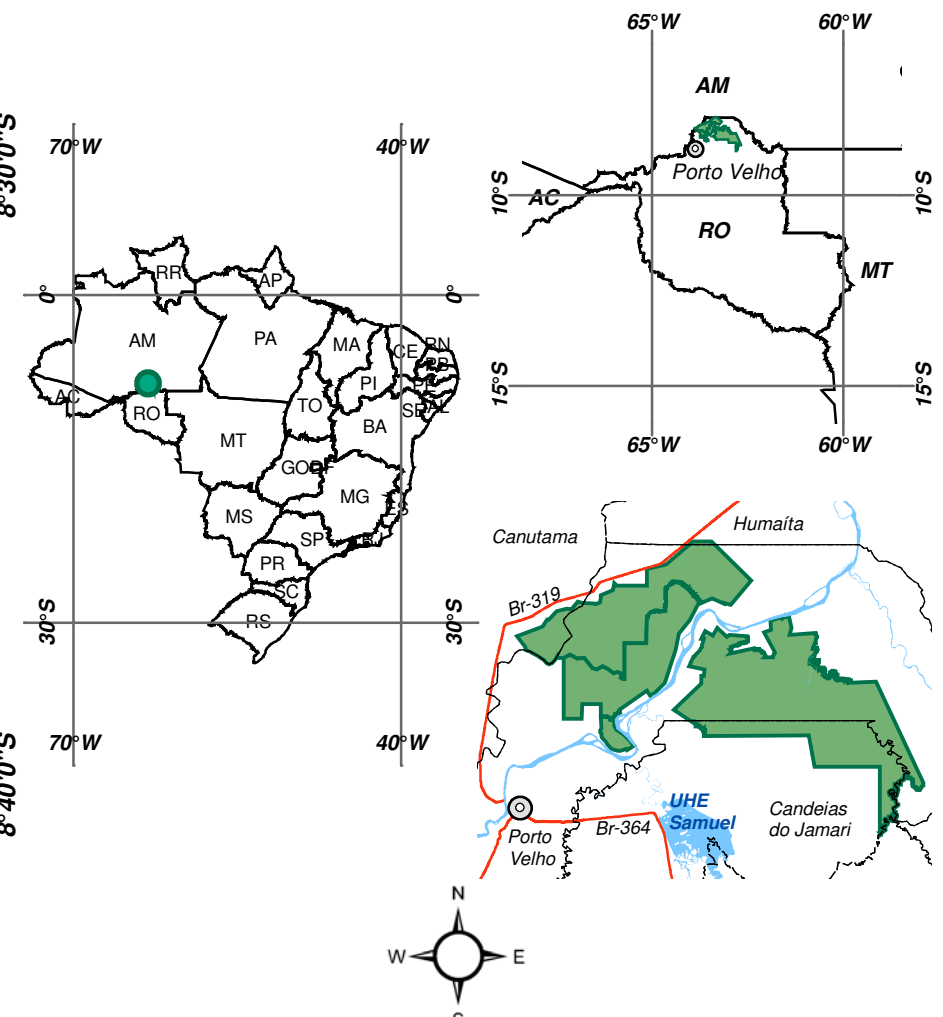 65°W
60°W
AM
Porto Velho
10°S
10°S
AC
RO
MT
15°S
15°S
65°W
60°W
8°30'0"S
70°W
40°W
0°
0°
RR
AP
AM
PA
MA
CE
RN
PB
PI
PE
AC
RO
TO
SE
AL
BA
MT
GO
DF
MG
ES
MS
SP
RJ
PR
SC
RS
30°S
30°S
70°W
40°W
8°40'0"S
Canutama
Humaíta
Br-319
UHE
Samuel
Candeias
do Jamari
Br-364
Porto
Velho
N
W
E
S